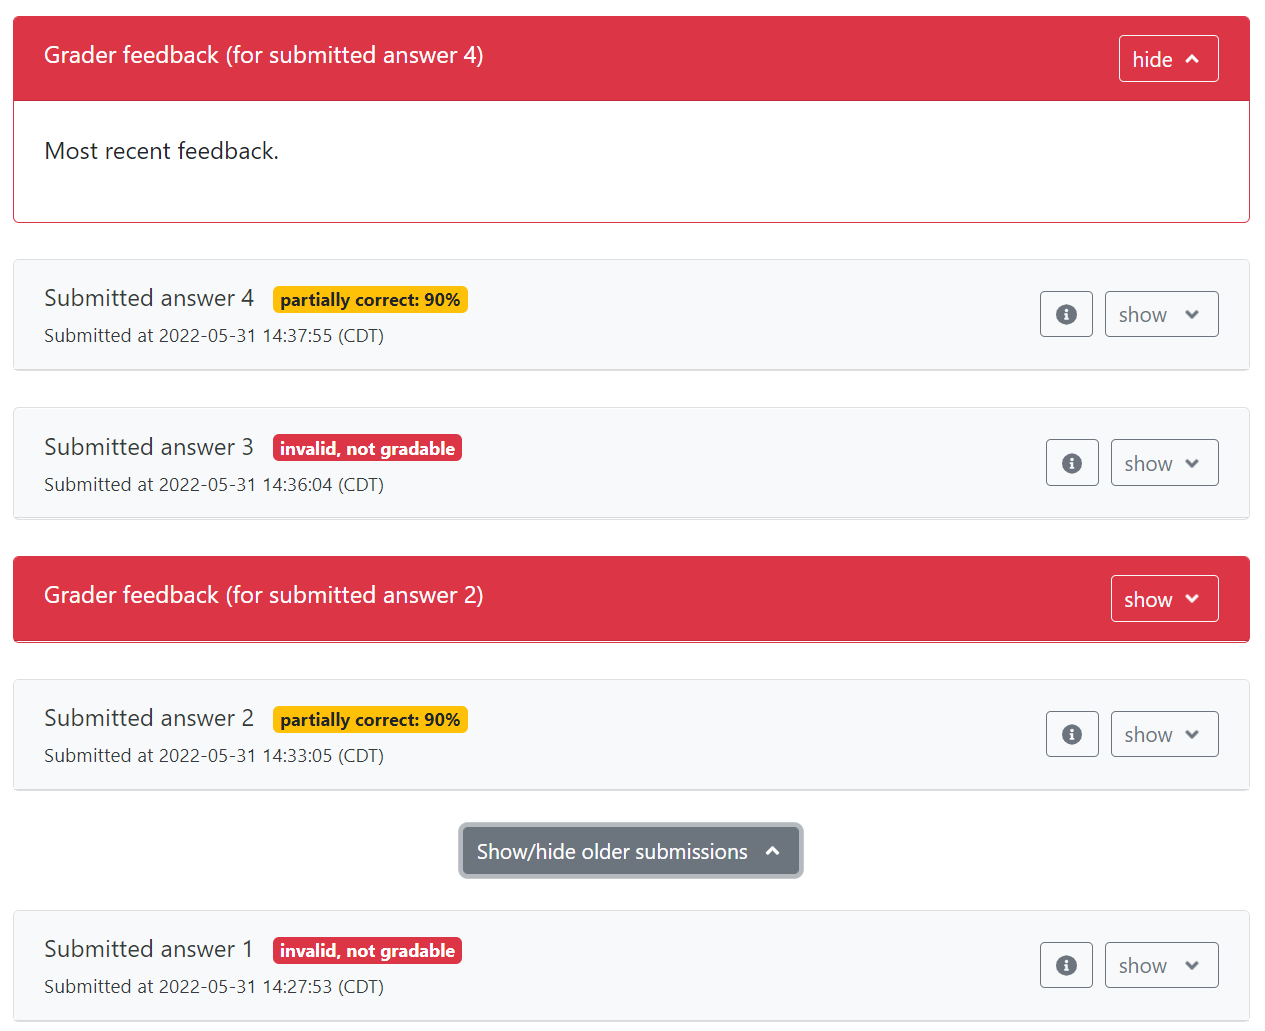 Grader feedback (for submitted answer 4)
hide
Most recent feedback.
Submitted answer 4 partially correct: 90%
Submitted at 2022-05-31 14:37:55 (CDT)
show
Submitted answer 3 invalid, not gradable
Submitted at 2022-05-31 14:36:04 (CDT)
show
Grader feedback (for submitted answer 2)
show
Submitted answer 2 partially correct: 90%
Submitted at 2022-05-31 14:33:05 (CDT)
show
Show/hide older submissions
Submitted answer 1 invalid, not gradable
Submitted at 2022-05-31 14:27:53 (CDT)
show